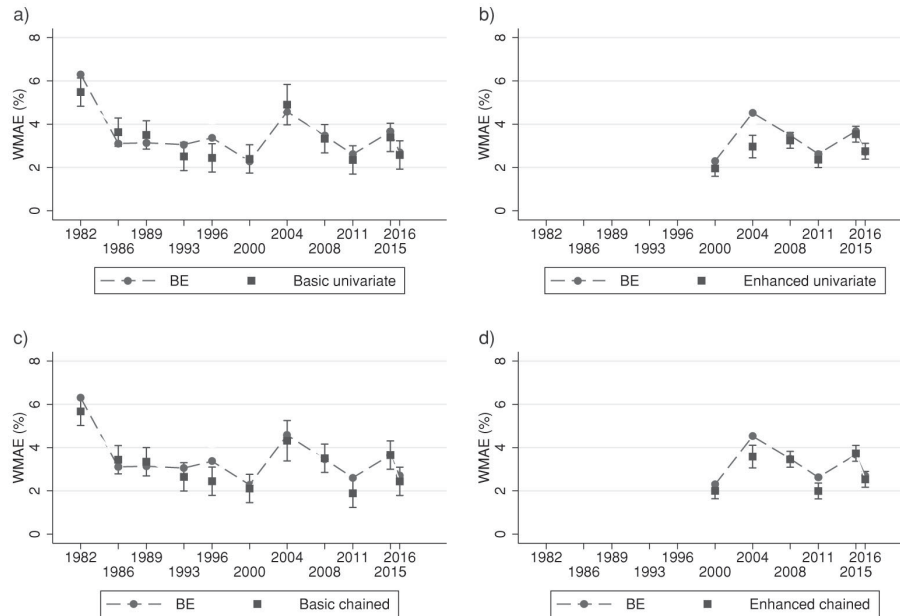 a)
WMAE (%)
8
6
4
2
0
1982 1989 1996 2004 2011 2016
1986 1993 2000 2008 2015
BE Basic univariate
b)
WMAE (%)
8
6
4
2
0
1982 1989 1996 2004 2011 2016
1986 1993 2000 2008 2015
BE Enhanced univariate
c)
WMAE (%)
8
6
4
2
0
1982 1989 1996 2004 2011 2016
1986 1993 2000 2008 2015
BE Basic chained
d)
WMAE (%)
8
6
4
2
0
1982 1989 1996 2004 2011 2016
1986 1993 2000 2008 2015
BE Enhanced chained